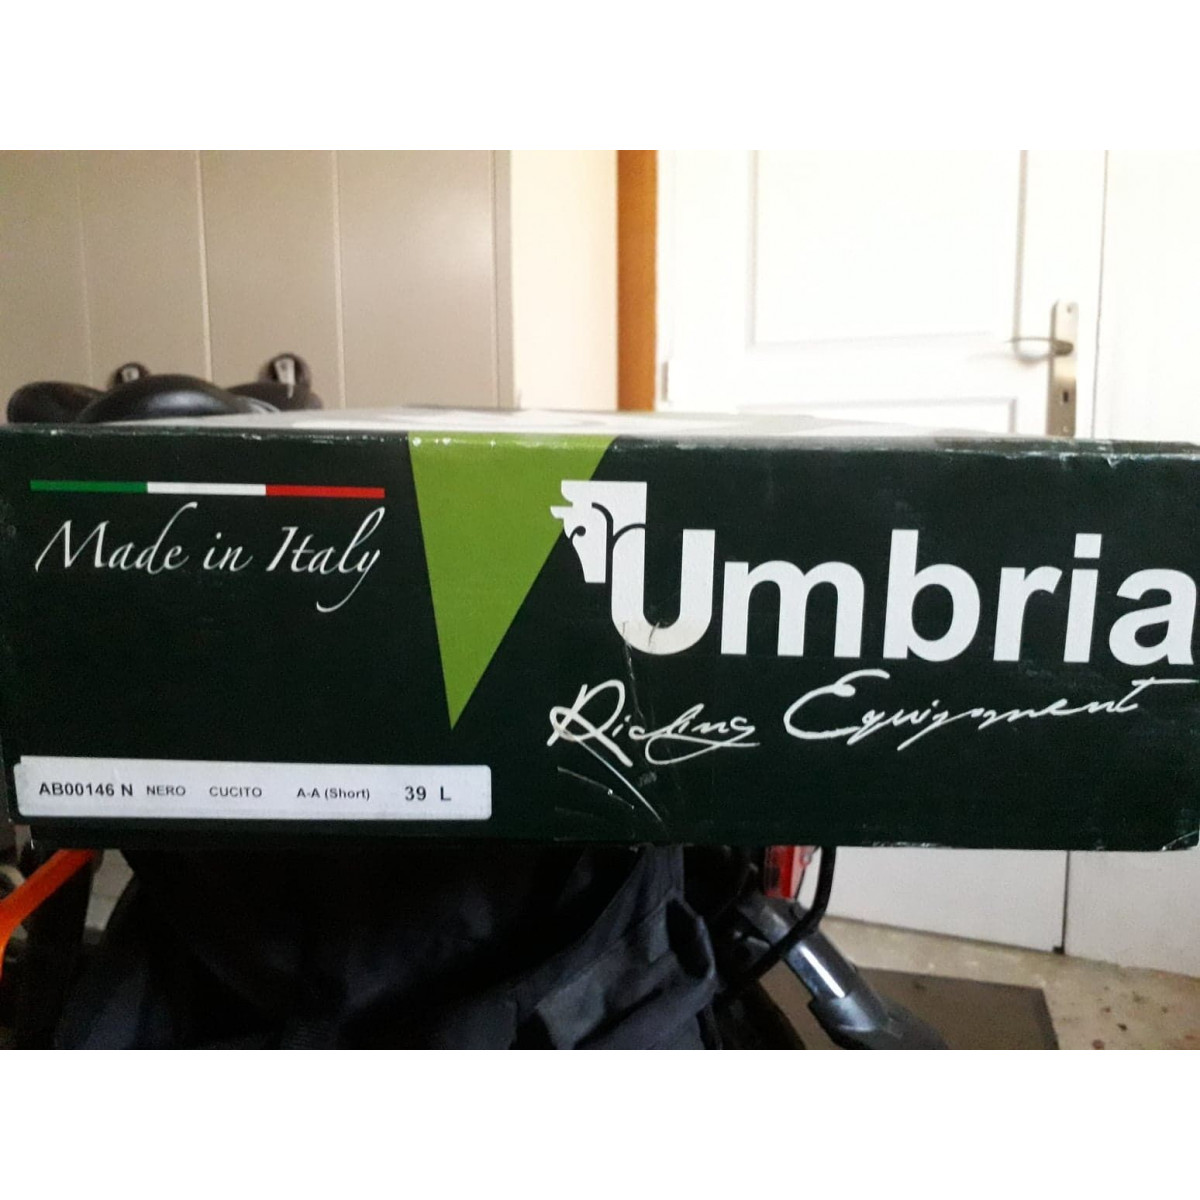 Made in Italy
Umbria
Riding Equipment
AB00146 N NERO CUCITO A-A (Short) 39 L